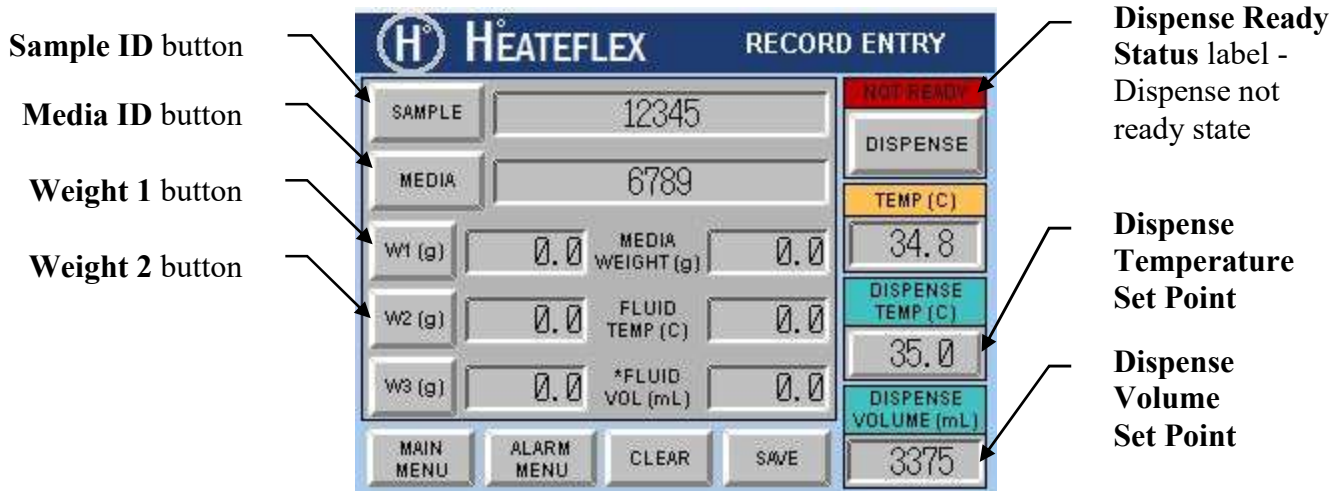 Sample ID button
Media ID button
Weight 1 button
Weight 2 button
H° HEATEFLEX RECORD ENTRY
SAMPLE 12345
MEDIA 6789
W1 (g) 0.0 MEDIA WEIGHT (g) 0.0
W2 (g) 0.0 FLUID TEMP (C) 0.0
W3 (g) 0.0 *FLUID VOL (mL) 0.0
MAIN MENU
ALARM MENU
CLEAR
SAVE
NOT READY
DISPENSE
TEMP (C)
34.8
DISPENSE
TEMP (C)
35.0
DISPENSE
VOLUME (mL)
3375
Dispense Ready
Status label -
Dispense not
ready state
Dispense
Temperature
Set Point
Dispense
Volume
Set Point